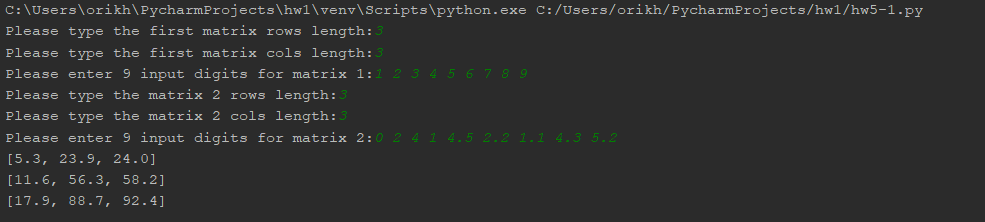 C:\Users\orikh\PycharmProjects\hw1\venv\Scripts\python.exe C:/Users/orikh/PycharmProjects/hw1/hw5-1.py
Please type the first matrix rows length:3
Please type the first matrix cols length:3
Please enter 9 input digits for matrix 1:1 2 3 4 5 6 7 8 9
Please type the matrix 2 rows length:3
Please type the matrix 2 cols length:3
Please enter 9 input digits for matrix 2:0 2 4 1 4.5 2.2 1.1 4.3 5.2
[5.3, 23.9, 24.0]
[11.6, 56.3, 58.2]
[17.9, 88.7, 92.4]